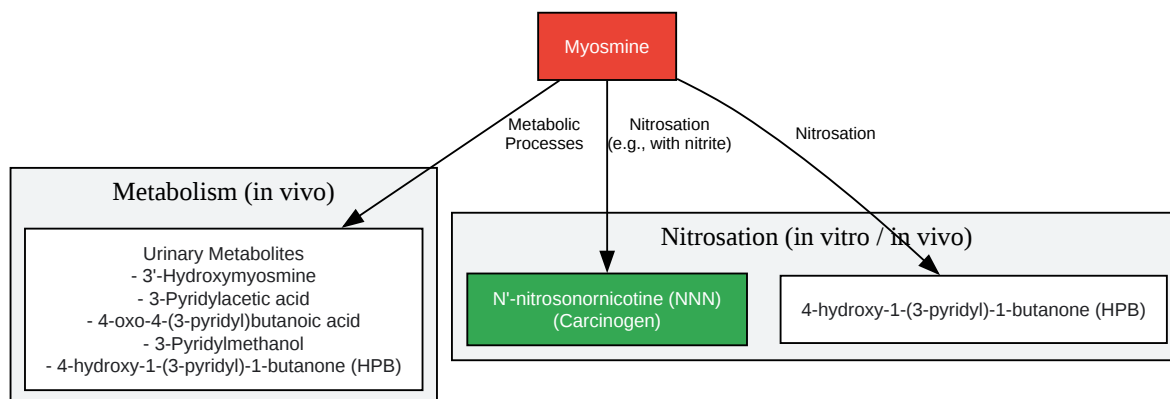 Myosmine
Metabolic
Processes
Nitrosation
(e.g., with nitrite)
Nitrosation
Metabolism (in vivo)
Urinary Metabolites
- 3'-Hydroxymyosmine
- 3-Pyridylacetic acid
- 4-oxo-4-(3-pyridyl)butanoic acid
- 3-Pyridylmethanol
- 4-hydroxy-1-(3-pyridyl)-1-butanone (HPB)
Nitrosation (in vitro / in vivo)
N'-nitrosonornicotine (NNN)
(Carcinogen)
4-hydroxy-1-(3-pyridyl)-1-butanone (HPB)